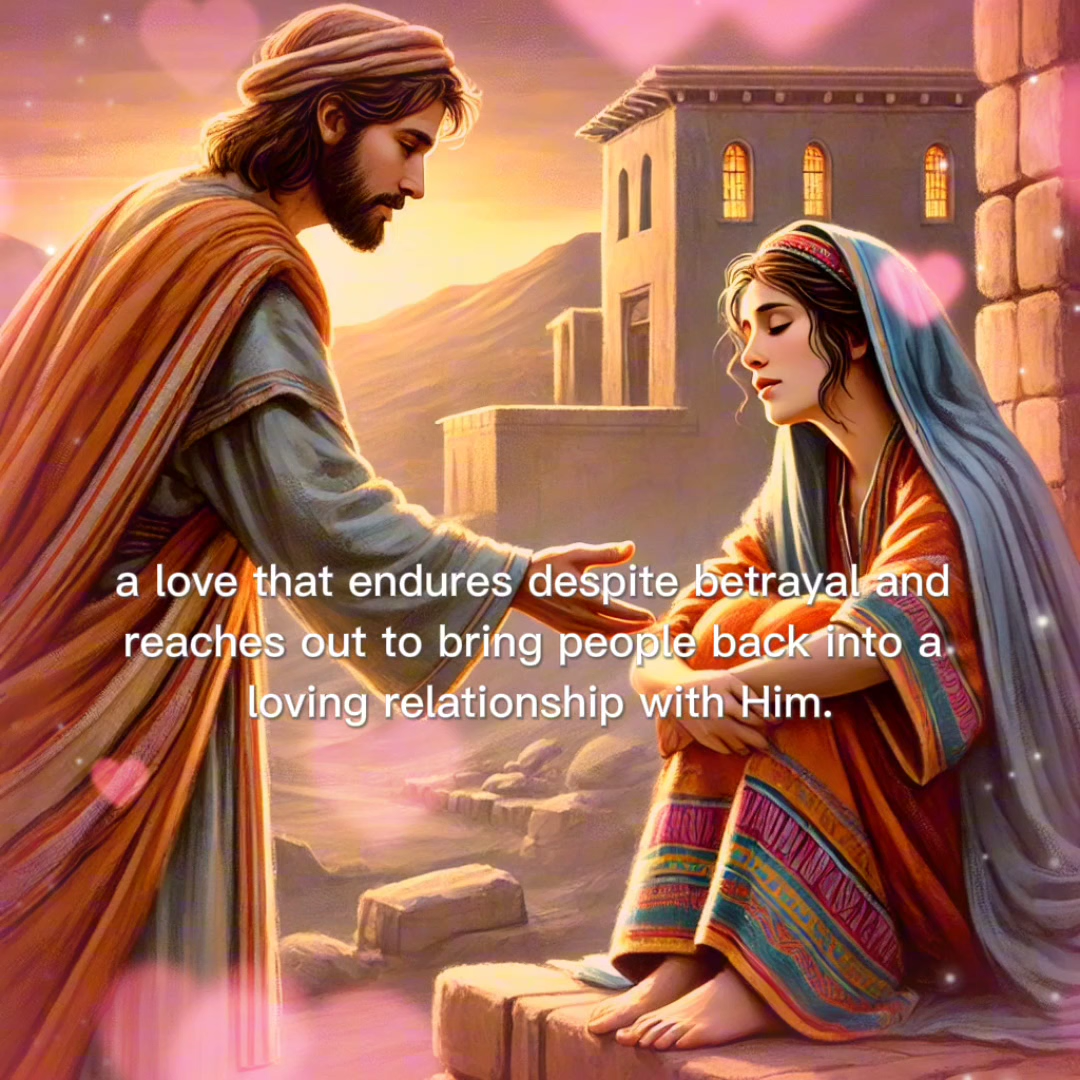 a love that endures despite betrayal and
reaches out to bring people back into a
loving relationship with Him.